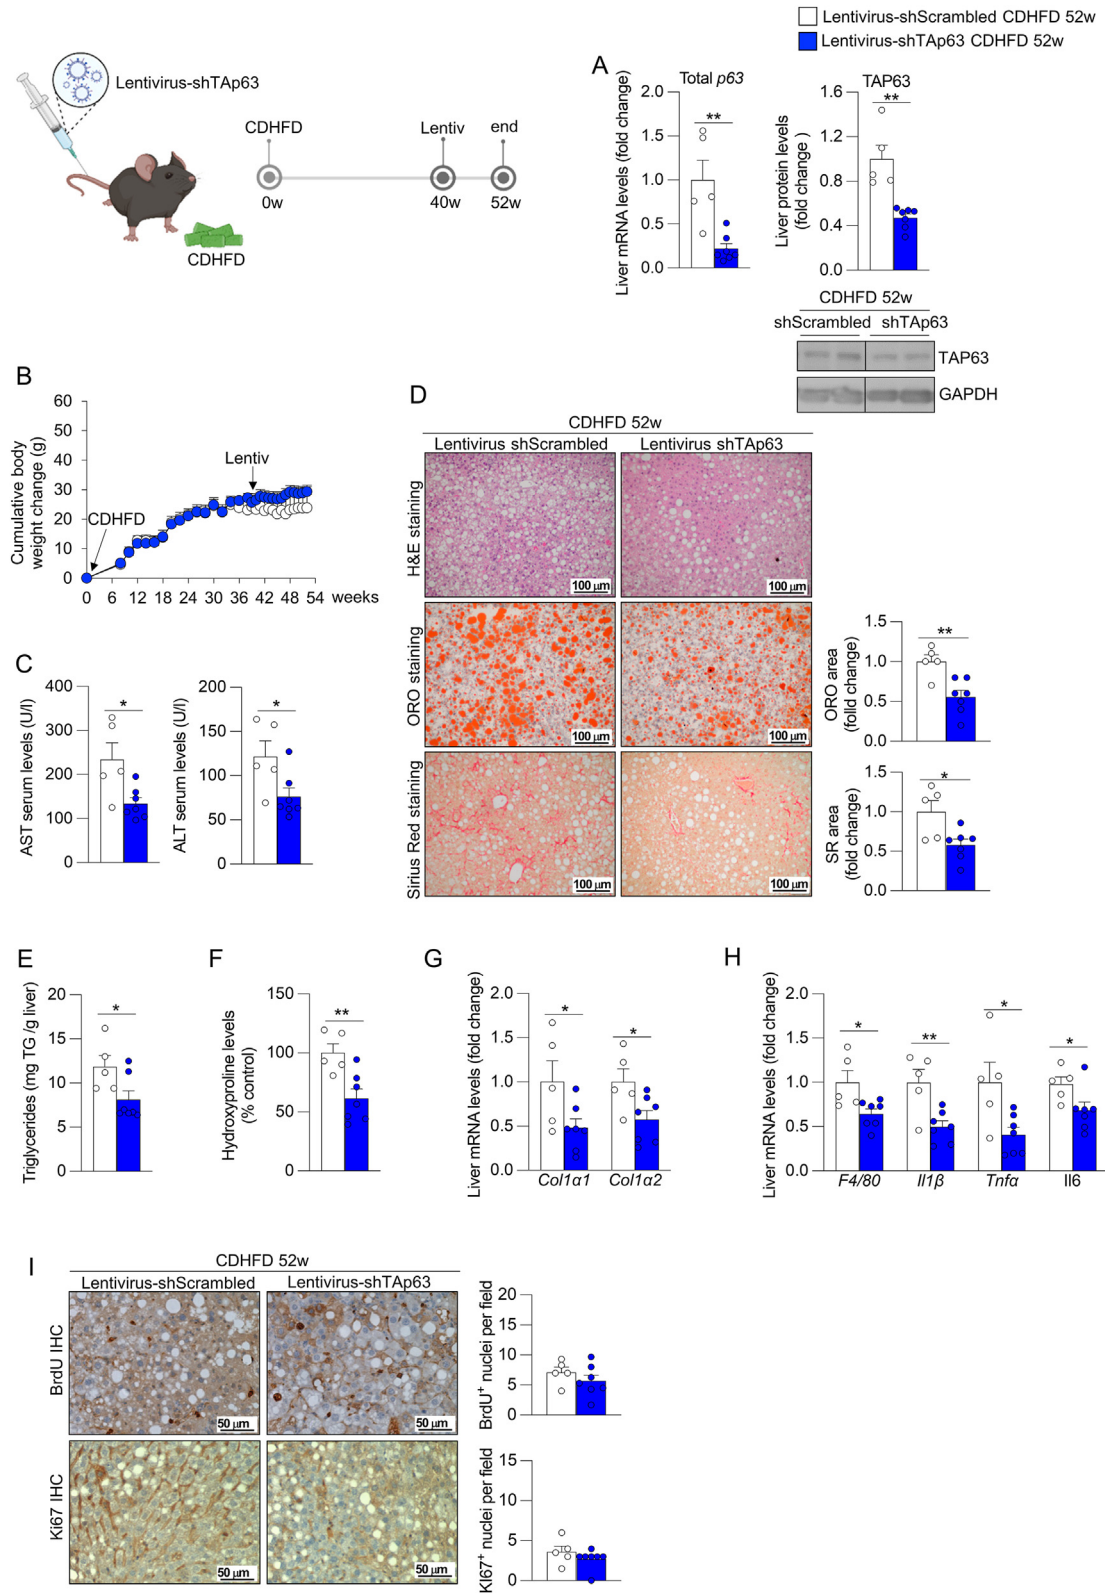 Lentivirus-shScrambled CDHFD 52w
Lentivirus-shTAp63 CDHFD 52w
Lentivirus-shTAp63
CDHFD
CDHFD
Lentiv
end
0w
40w
52w
A
Total p63
Liver mRNA levels (fold change)
2.0
1.5
1.0
0.5
0.0
**
TAP63
Liver protein levels
(fold change )
1.6
1.2
0.8
0.4
0.0
**
CDHFD 52w
shScrambled shTAp63
TAP63
GAPDH
B
Cumulative body
weight change (g)
60
50
40
30
20
10
0
CDHFD
Lentiv
0 6 12 18 24 30 36 42 48 54 weeks
C
AST serum levels (U/l)
400
300
200
100
0
*
ALT serum levels (U/l)
200
150
100
50
0
*
D
CDHFD 52w
Lentivirus shScrambled Lentivirus shTAp63
H&E staining
100 µm
100 µm
ORO staining
100 µm
100 µm
Sirius Red staining
100 µm
100 µm
ORO area
(fold change)
1.5
1.0
0.5
0.0
**
SR area
(fold change)
1.5
1.0
0.5
0.0
*
E
Triglycerides (mg TG /g liver)
20
15
10
5
0
*
F
Hydroxyproline levels
(% control)
150
100
50
0
**
G
Liver mRNA levels (fold change)
2.0
1.5
1.0
0.5
0.0
*
*
Col1α1 Col1α2
H
Liver mRNA levels (fold change)
2.0
1.5
1.0
0.5
0.0
*
**
*
*
F4/80 Il1β Tnfα Il6
I
CDHFD 52w
Lentivirus-shScrambled Lentivirus-shTAp63
BrdU IHC
50 µm
50 µm
Ki67 IHC
50 µm
50 µm
BrdU+ nuclei per field
20
15
10
5
0
KI67+ nuclei per field
15
10
5
0